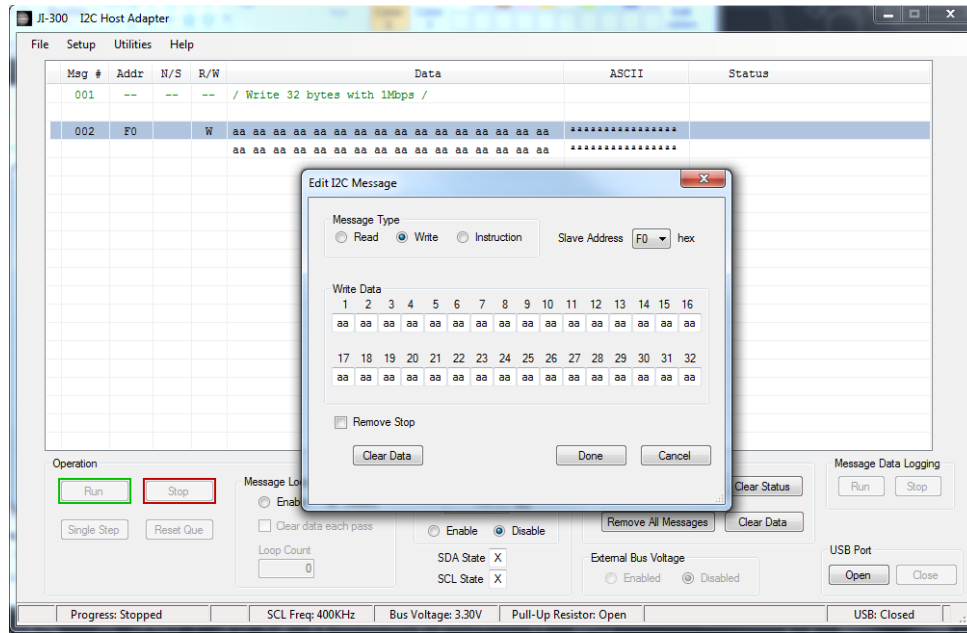 JI-300 I2C Host Adapter
File Setup Utilities Help
Msg # Addr N/S R/W Data ASCII Status
001 -- -- -- / Write 32 bytes with 1Mbps /
002 F0 W aa aa aa aa aa aa aa aa aa aa aa aa aa aa aa aa ªªªªªªªªªªªªªªªª
aa aa aa aa aa aa aa aa aa aa aa aa aa aa aa aa ªªªªªªªªªªªªªªªª
Edit I2C Message
Message Type
Read Write Instruction Slave Address F0 hex
Write Data
1 2 3 4 5 6 7 8 9 10 11 12 13 14 15 16
aa aa aa aa aa aa aa aa aa aa aa aa aa aa aa aa
17 18 19 20 21 22 23 24 25 26 27 28 29 30 31 32
aa aa aa aa aa aa aa aa aa aa aa aa aa aa aa aa
Remove Stop
Clear Data Done Cancel
Operation
Run Stop
Single Step Reset Que
Message
Clear data each pass
Loop Count
0
Enable Disable
SDA State X
SCL State X
Clear Status
Remove All Messages Clear Data
External Bus Voltage
Enabled Disabled
Message Data Logging
Run Stop
USB Port
Open Close
Progress: Stopped SCL Freq: 400KHz Bus Voltage: 3.30V Pull-Up Resistor: Open USB: Closed